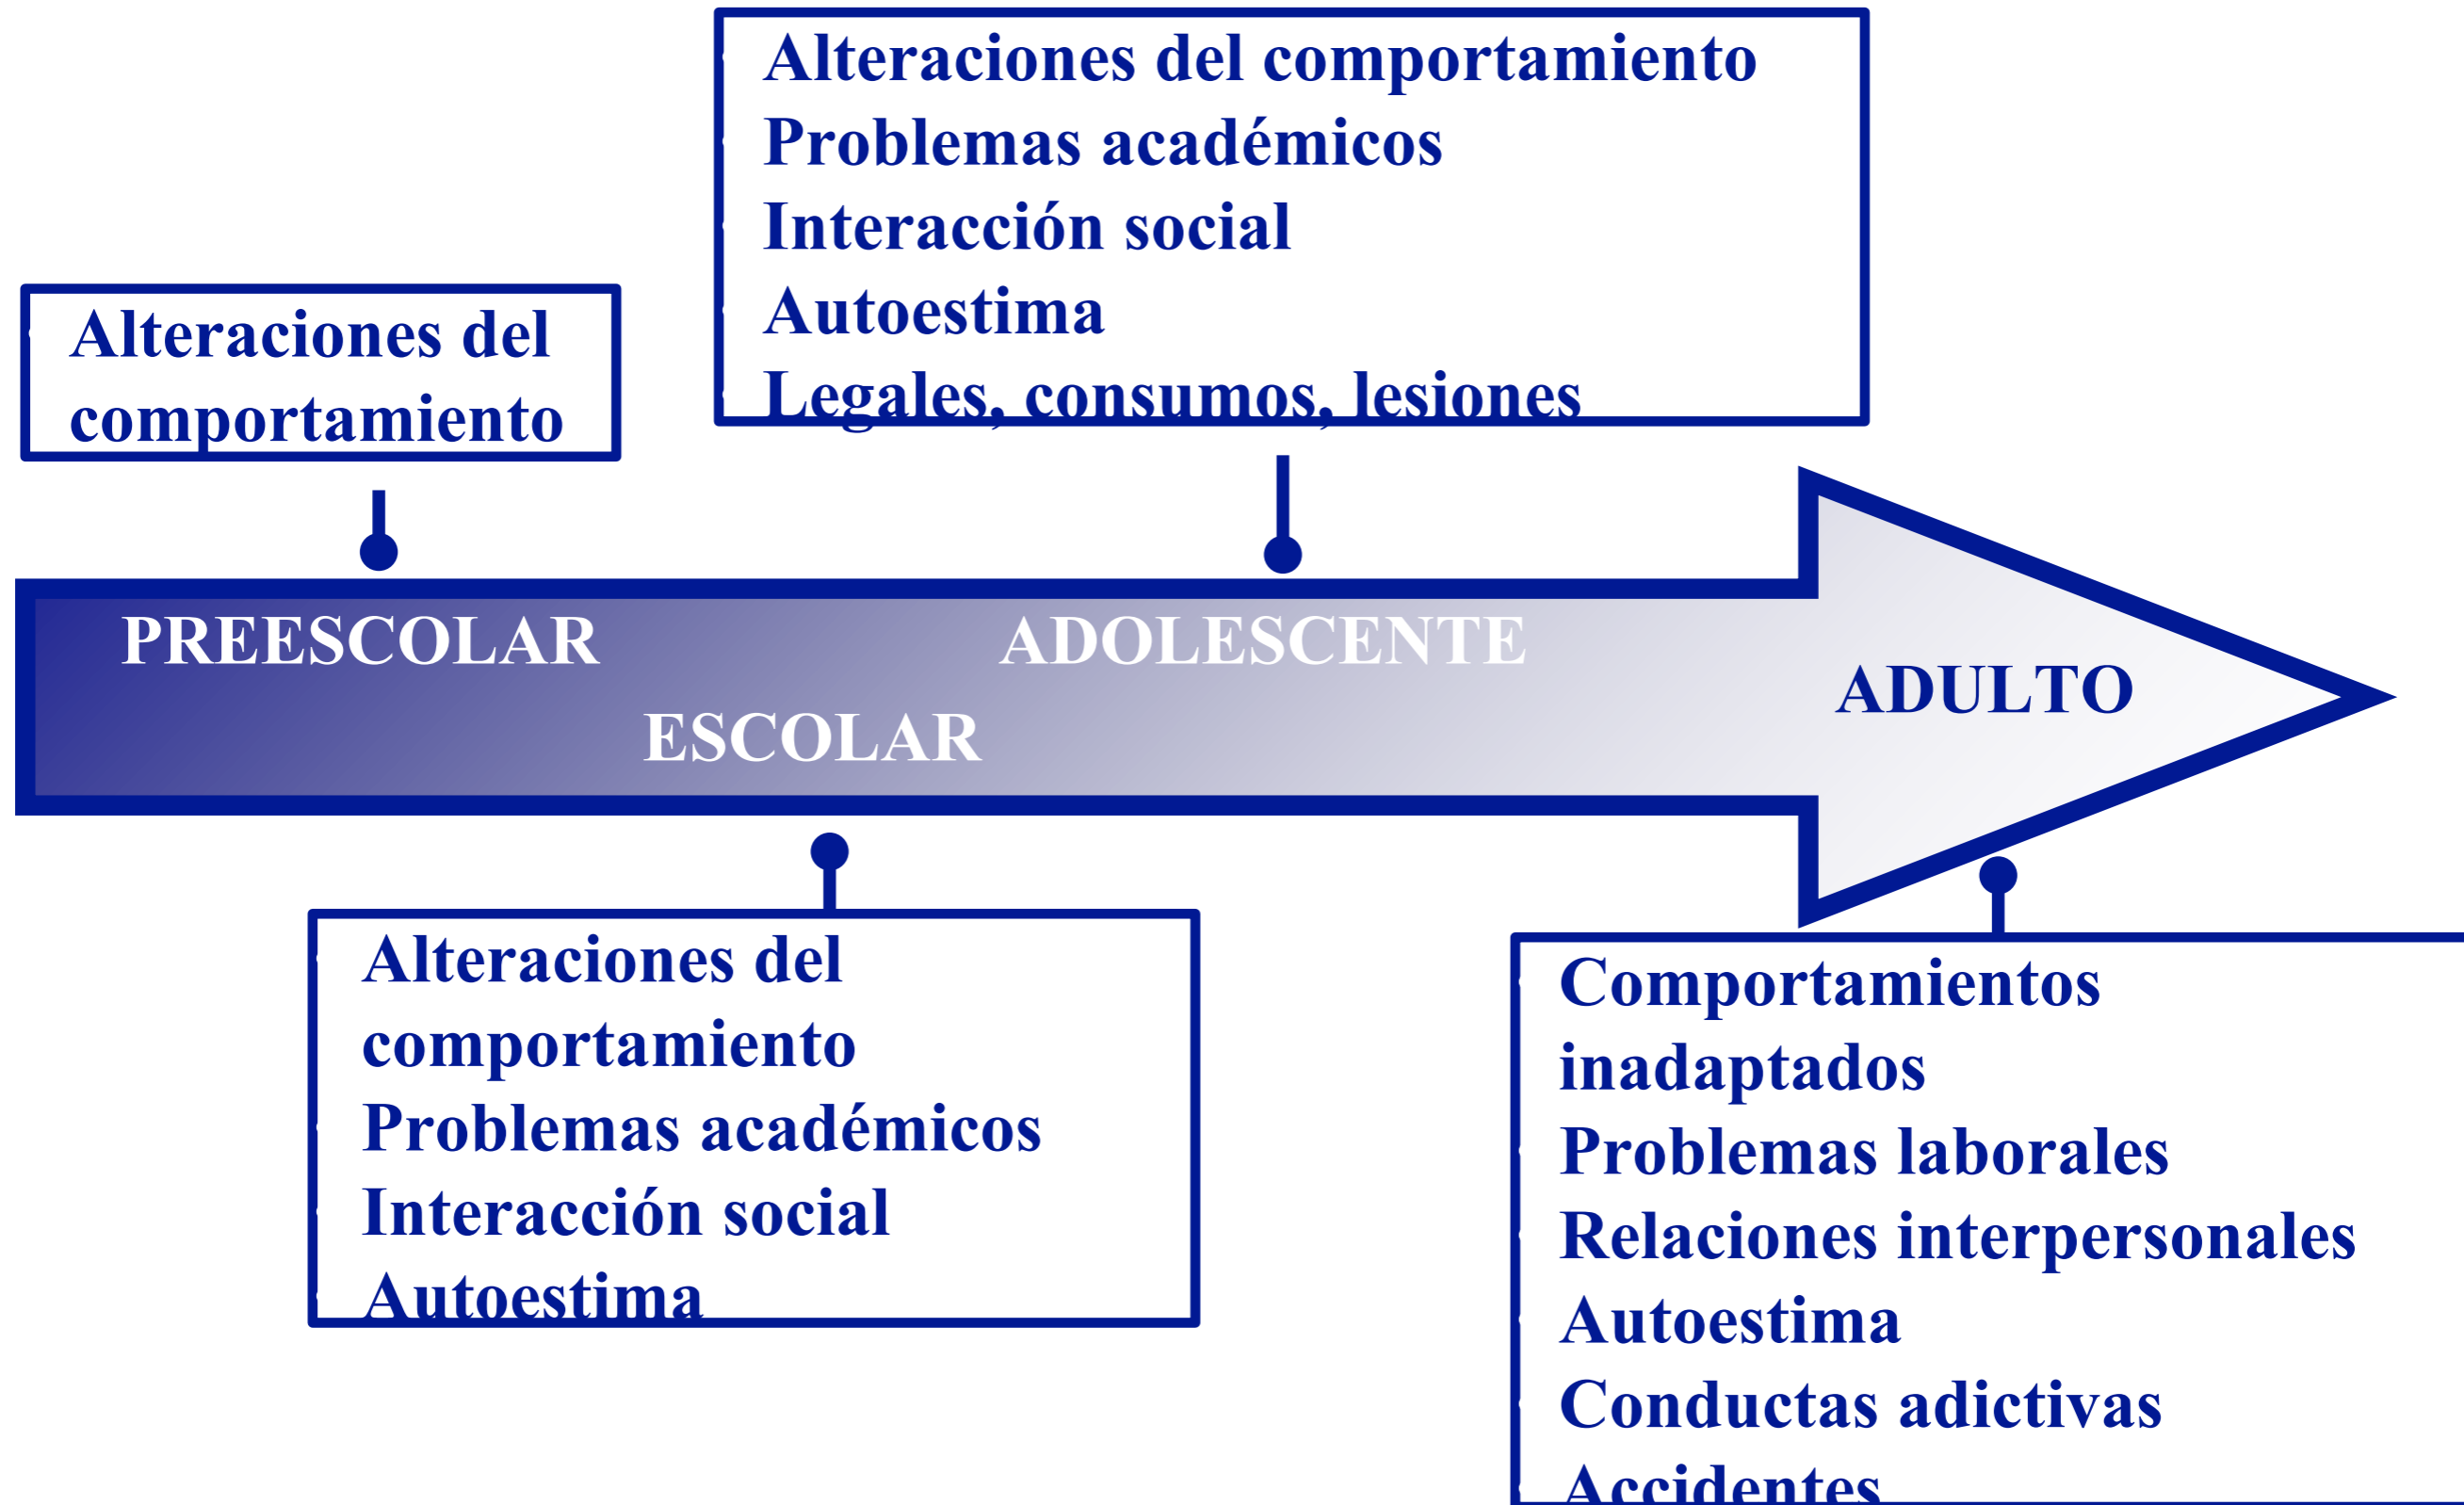 Alteraciones del comportamiento
Problemas académicos
Interacción social
Autoestima
Legales, consumos, lesiones
Alteraciones del
comportamiento
PREESCOLAR
ADOLESCENTE
ESCOLAR
ADULTO
Alteraciones del
comportamiento
Problemas académicos
Interacción social
Autoestima
Comportamientos
inadaptados
Problemas laborales
Relaciones interpersonales
Autoestima
Conductas adictivas
Accidentes